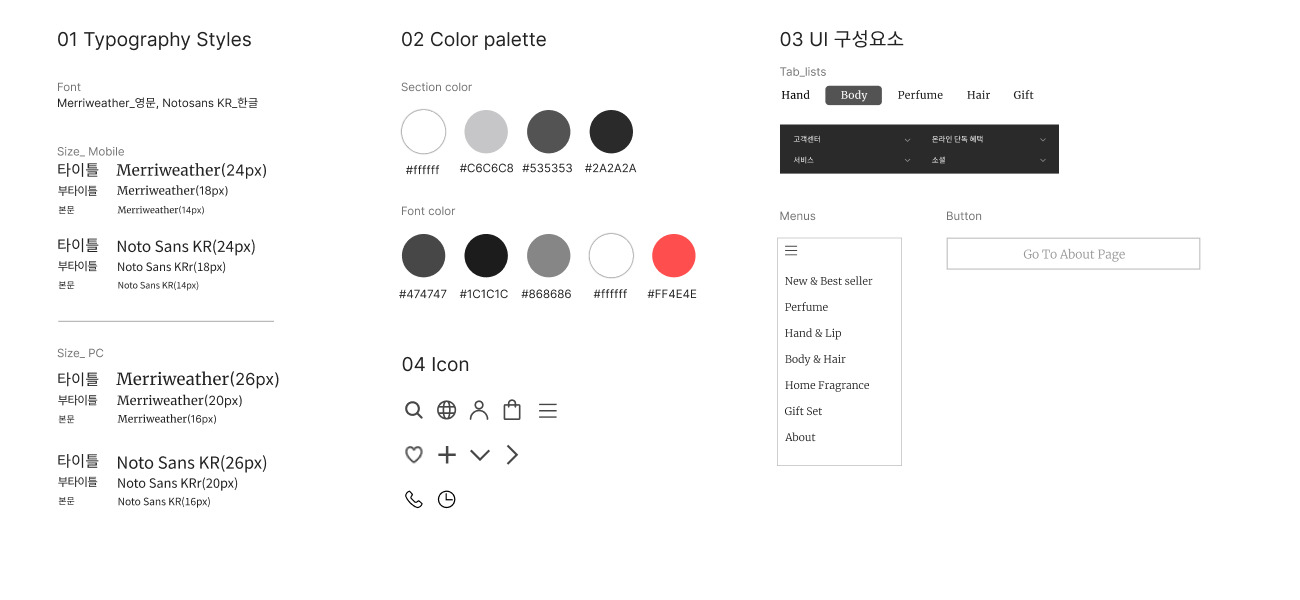 01 Typography Styles
Font
Merriweather_영문, Notosans KR_한글
Size_ Mobile
타이틀 Merriweather(24px)
부타이틀 Merriweather(18px)
본문 Merriweather(14px)
타이틀 Noto Sans KR(24px)
부타이틀 Noto Sans KRr(18px)
본문 Noto Sans KR(14px)
Size_ PC
타이틀 Merriweather(26px)
부타이틀 Merriweather(20px)
본문 Merriweather(16px)
타이틀 Noto Sans KR(26px)
부타이틀 Noto Sans KRr(20px)
본문 Noto Sans KR(16px)
02 Color palette
Section color
#ffffff #C6C6C8 #535353 #2A2A2A
Font color
#474747 #1C1C1C #868686 #ffffff #FF4E4E
04 Icon
03 UI 구성요소
Tab_lists
Hand Body Perfume Hair Gift
고객센터 온라인 단독 혜택
서비스 소셜
Menus
New & Best seller
Perfume
Hand & Lip
Body & Hair
Home Fragrance
Gift Set
About
Button
Go To About Page